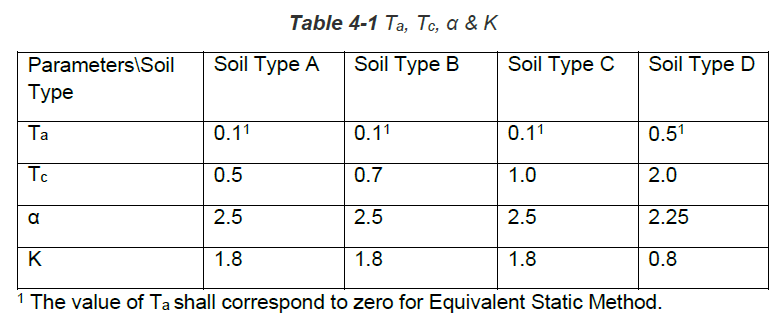 Table 4-1 Ta, Tc, α & K
Parameters\Soil Type Soil Type A Soil Type B Soil Type C Soil Type D
Ta 0.1¹ 0.1¹ 0.1¹ 0.5¹
Tc 0.5 0.7 1.0 2.0
α 2.5 2.5 2.5 2.25
K 1.8 1.8 1.8 0.8
¹ The value of Ta shall correspond to zero for Equivalent Static Method.